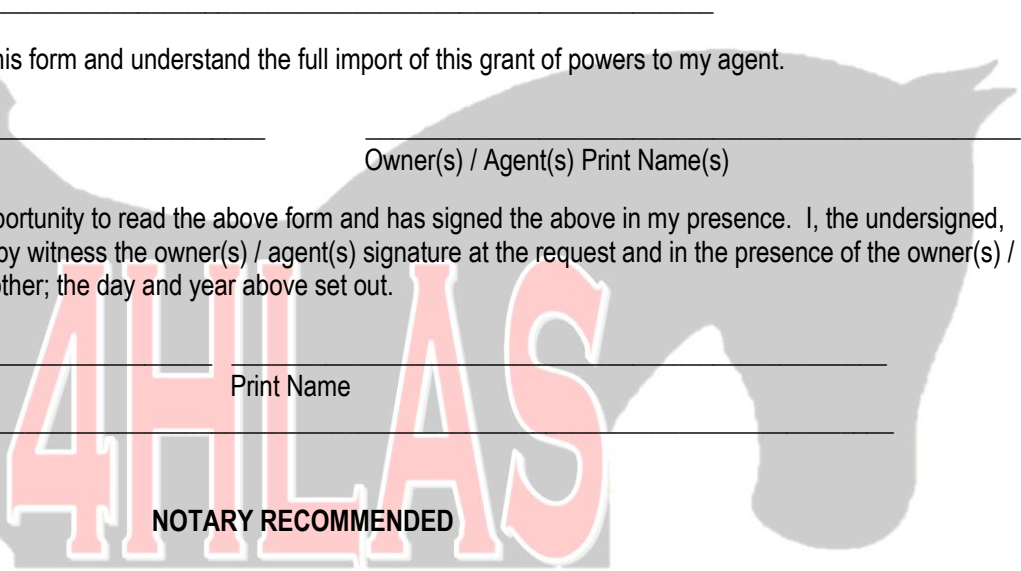 his form and understand the full import of this grant of powers to my agent.
Owner(s) / Agent(s) Print Name(s)
portunity to read the above form and has signed the above in my presence. I, the undersigned,
by witness the owner(s) / agent(s) signature at the request and in the presence of the owner(s) /
other; the day and year above set out.
Print Name
4HLAS
NOTARY RECOMMENDED